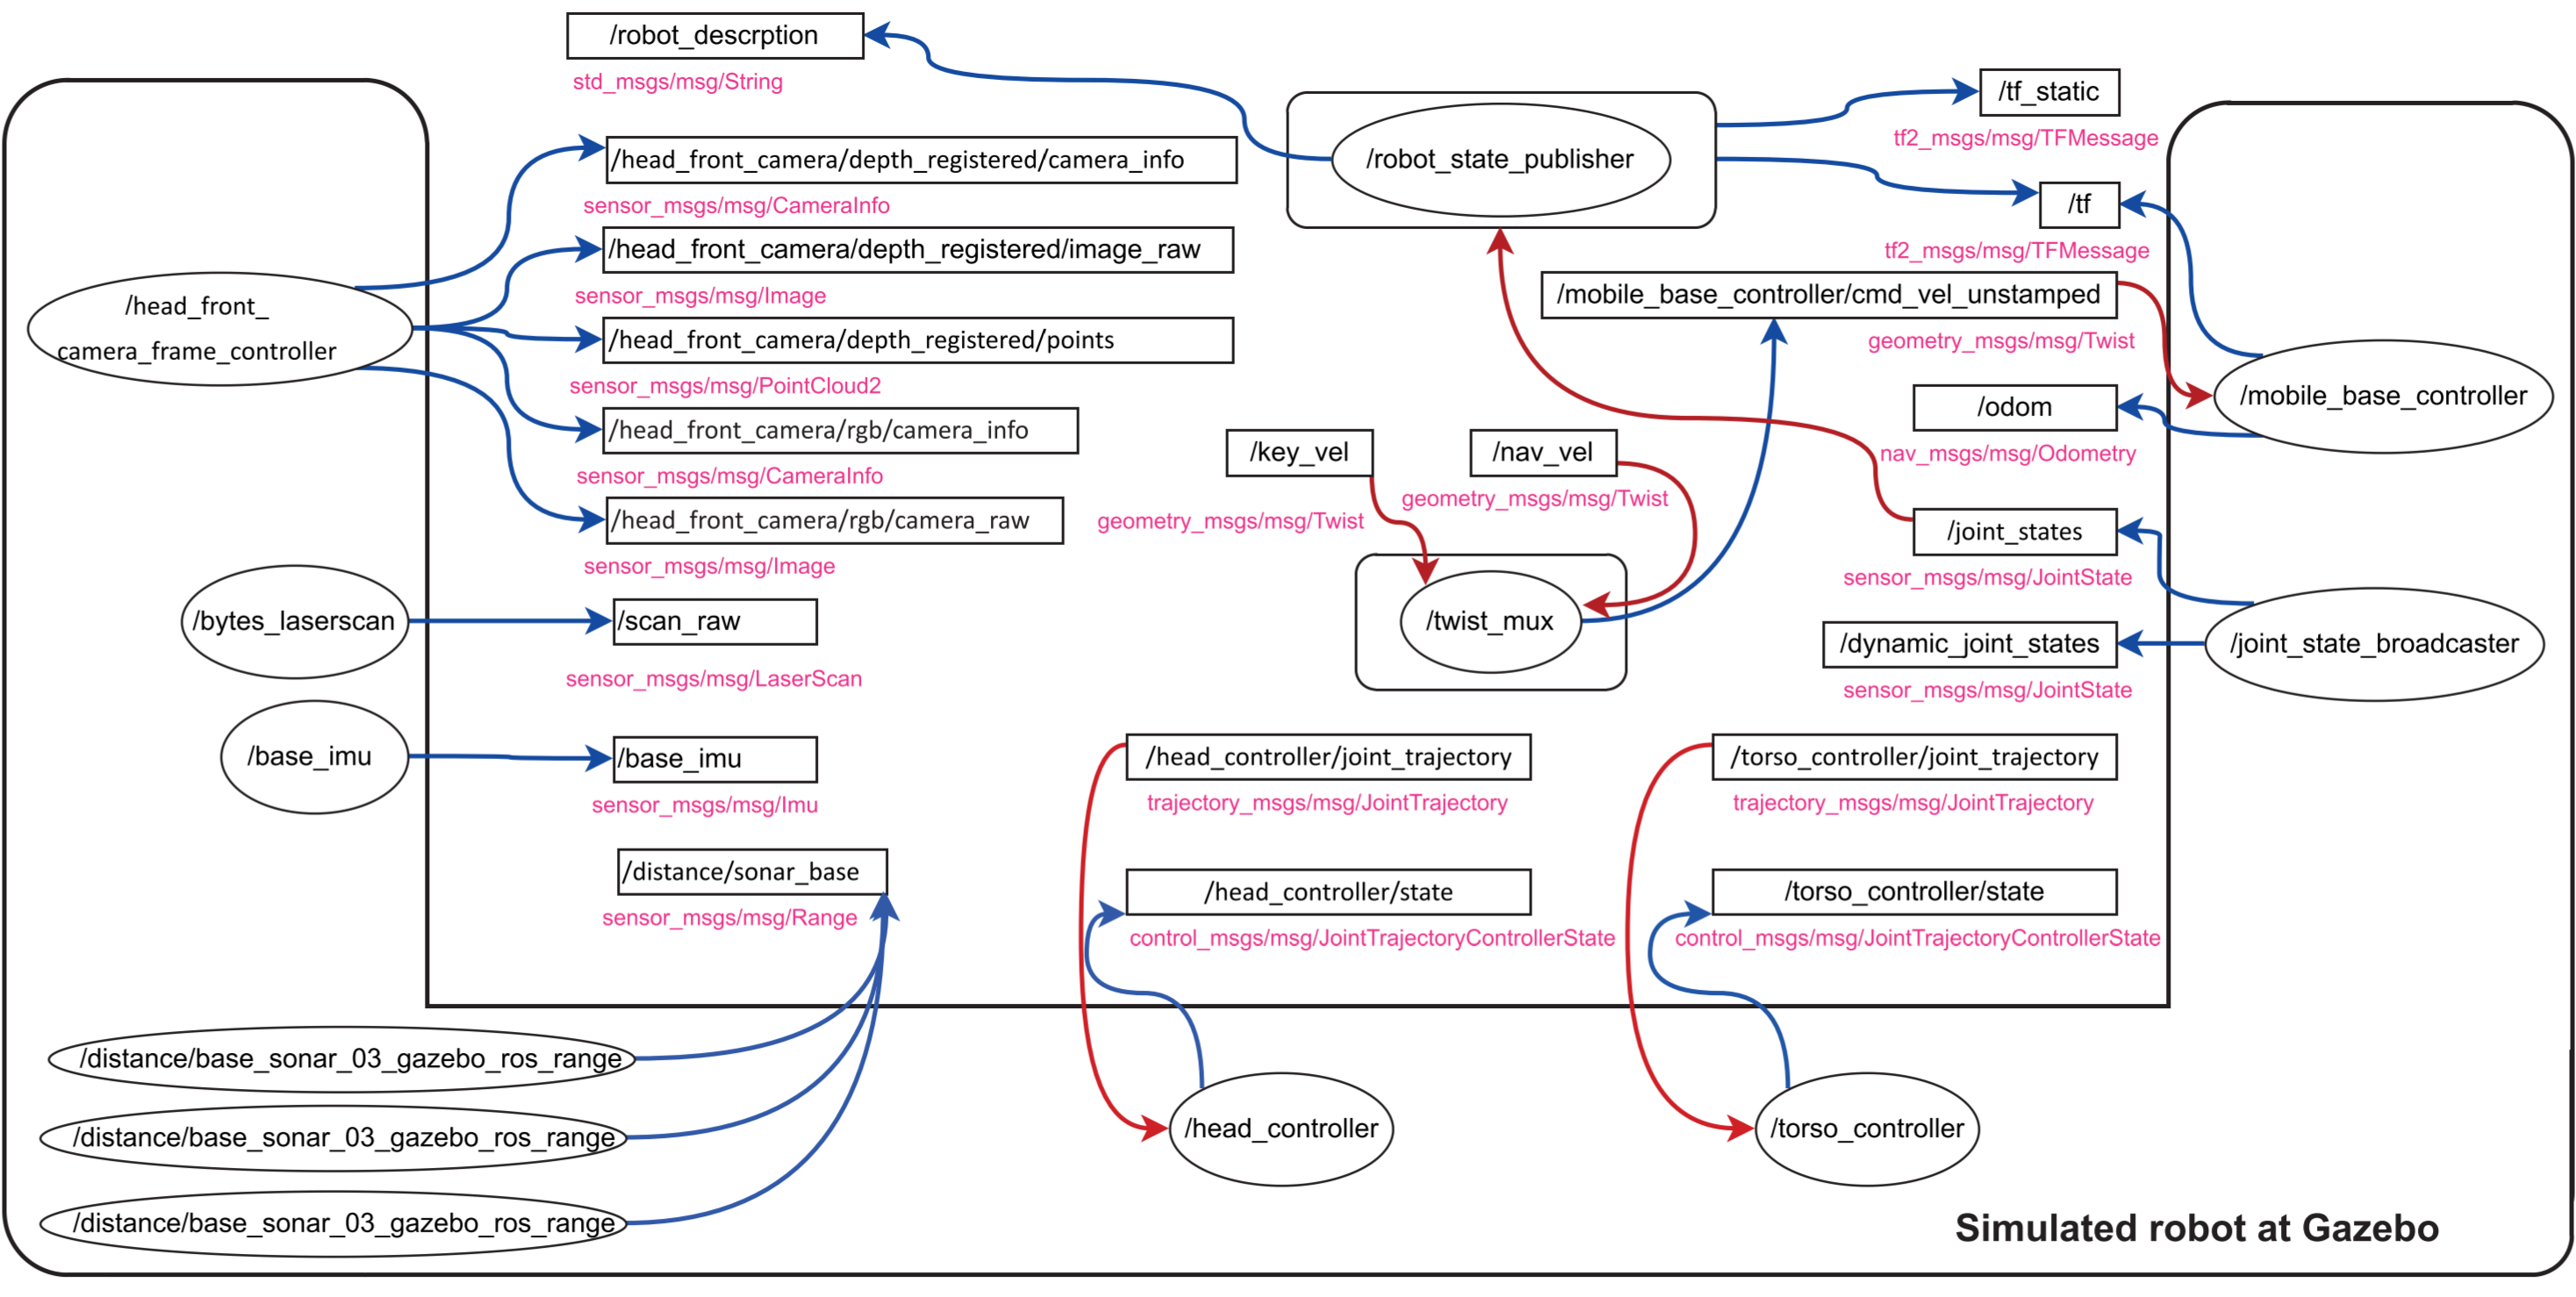 /robot_descrption
std_msgs/msg/String
/head_front_camera/depth_registered/camera_info
sensor_msgs/msg/CameraInfo
/head_front_camera/depth_registered/image_raw
sensor_msgs/msg/Image
/head_front_camera/depth_registered/points
sensor_msgs/msg/PointCloud2
/head_front_camera/rgb/camera_info
sensor_msgs/msg/CameraInfo
/head_front_camera/rgb/camera_raw
sensor_msgs/msg/Image
/head_front_
camera_frame_controller
/bytes_laserscan
/scan_raw
sensor_msgs/msg/LaserScan
/base_imu
/base_imu
sensor_msgs/msg/Imu
/distance/sonar_base
sensor_msgs/msg/Range
/distance/base_sonar_03_gazebo_ros_range
/distance/base_sonar_03_gazebo_ros_range
/distance/base_sonar_03_gazebo_ros_range
/robot_state_publisher
/tf_static
tf2_msgs/msg/TFMessage
/tf
tf2_msgs/msg/TFMessage
/mobile_base_controller/cmd_vel_unstamped
geometry_msgs/msg/Twist
/mobile_base_controller
/odom
nav_msgs/msg/Odometry
/key_vel
geometry_msgs/msg/Twist
/nav_vel
geometry_msgs/msg/Twist
/twist_mux
/joint_states
sensor_msgs/msg/JointState
/dynamic_joint_states
sensor_msgs/msg/JointState
/joint_state_broadcaster
/head_controller/joint_trajectory
trajectory_msgs/msg/JointTrajectory
/head_controller/state
control_msgs/msg/JointTrajectoryControllerState
/head_controller
/torso_controller/joint_trajectory
trajectory_msgs/msg/JointTrajectory
/torso_controller/state
control_msgs/msg/JointTrajectoryControllerState
/torso_controller
Simulated robot at Gazebo